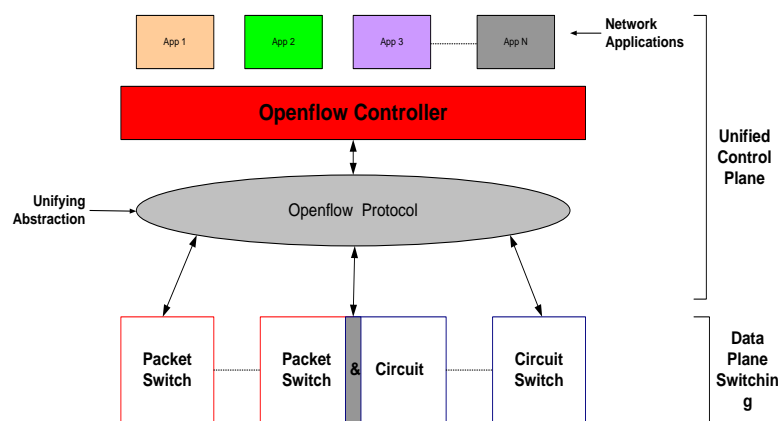 App 1
App 2
App 3
App N
Network
Applications
Openflow Controller
Unified
Control
Plane
Unifying
Abstraction
Openflow Protocol
Packet
Switch
Packet
Switch
&
Circuit
Circuit
Switch
Data
Plane
Switchin
g